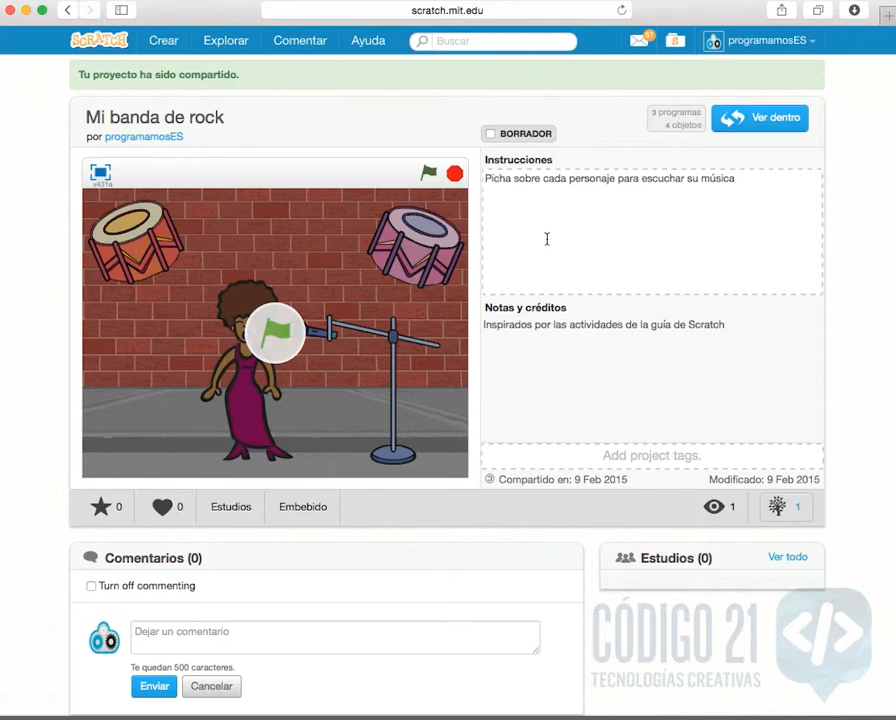 scratch.mit.edu
SCRATCH Crear Explorar Comentar Ayuda Buscar 57 programamosES
Tu proyecto ha sido compartido.
Mi banda de rock
por programamosES
3 programas
4 objetos
Ver dentro
BORRADOR
v431a
Instrucciones
Picha sobre cada personaje para escuchar su música
Notas y créditos
Inspirados por las actividades de la guía de Scratch
Add project tags.
Compartido en: 9 Feb 2015 Modificado: 9 Feb 2015
0 0 Estudios Embebido 1 1
Comentarios (0)
Turn off commenting
Dejar un comentario
Te quedan 500 caracteres.
Enviar Cancelar
Estudios (0) Ver todo
CÓDIGO 21
TECNOLOGÍAS CREATIVAS